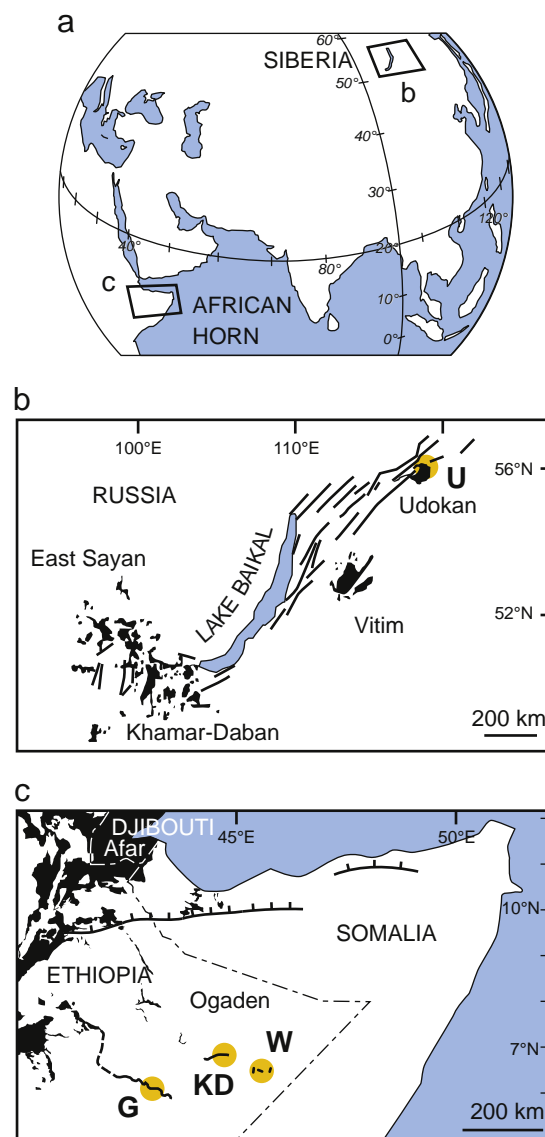 a
60°
SIBERIA
50°
b
40°
30°
120°
40°
20°
80°
c
10°
AFRICAN
HORN
0°
b
100°E
110°E
56°N
U
RUSSIA
Udokan
East Sayan
LAKE BAIKAL
52°N
Vitim
Khamar-Daban
200 km
c
DJIBOUTI
45°E
50°E
Afar
10°N
SOMALIA
ETHIOPIA
Ogaden
W
7°N
KD
G
200 km